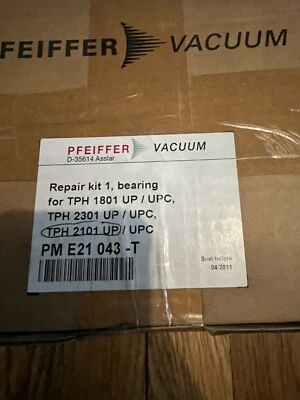 PFEIFFER VACUUM
PFEIFFER VACUUM
D-35614 Asslar
Repair kit 1, bearing
for TPH 1801 UP / UPC,
TPH 2301 UP / UPC,
TPH 2101 UP / UPC
PM E21 043 -T
Best before
04/2011